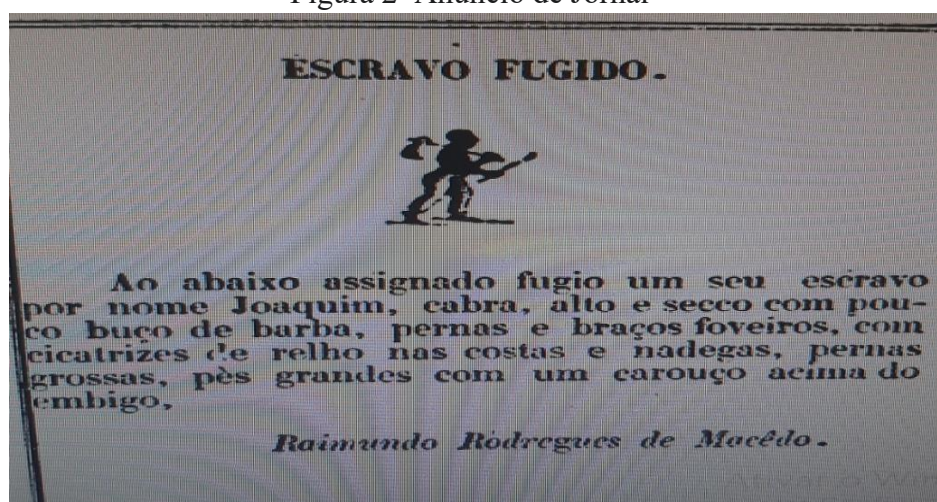 Figura 2- Anúncio de Jornal
ESCRAVO FUGIDO.
Ao abaixo assignado fugio um seu escravo
por nome Joaquim, cabra, alto e secco com pou-
co buço de barba, pernas e braços foveiros, com
cicatrizes de relho nas costas e nadegas, pernas
grossas, pès grandes com um carouço acima do
embigo,
Raimundo Rodregues de Macêdo.